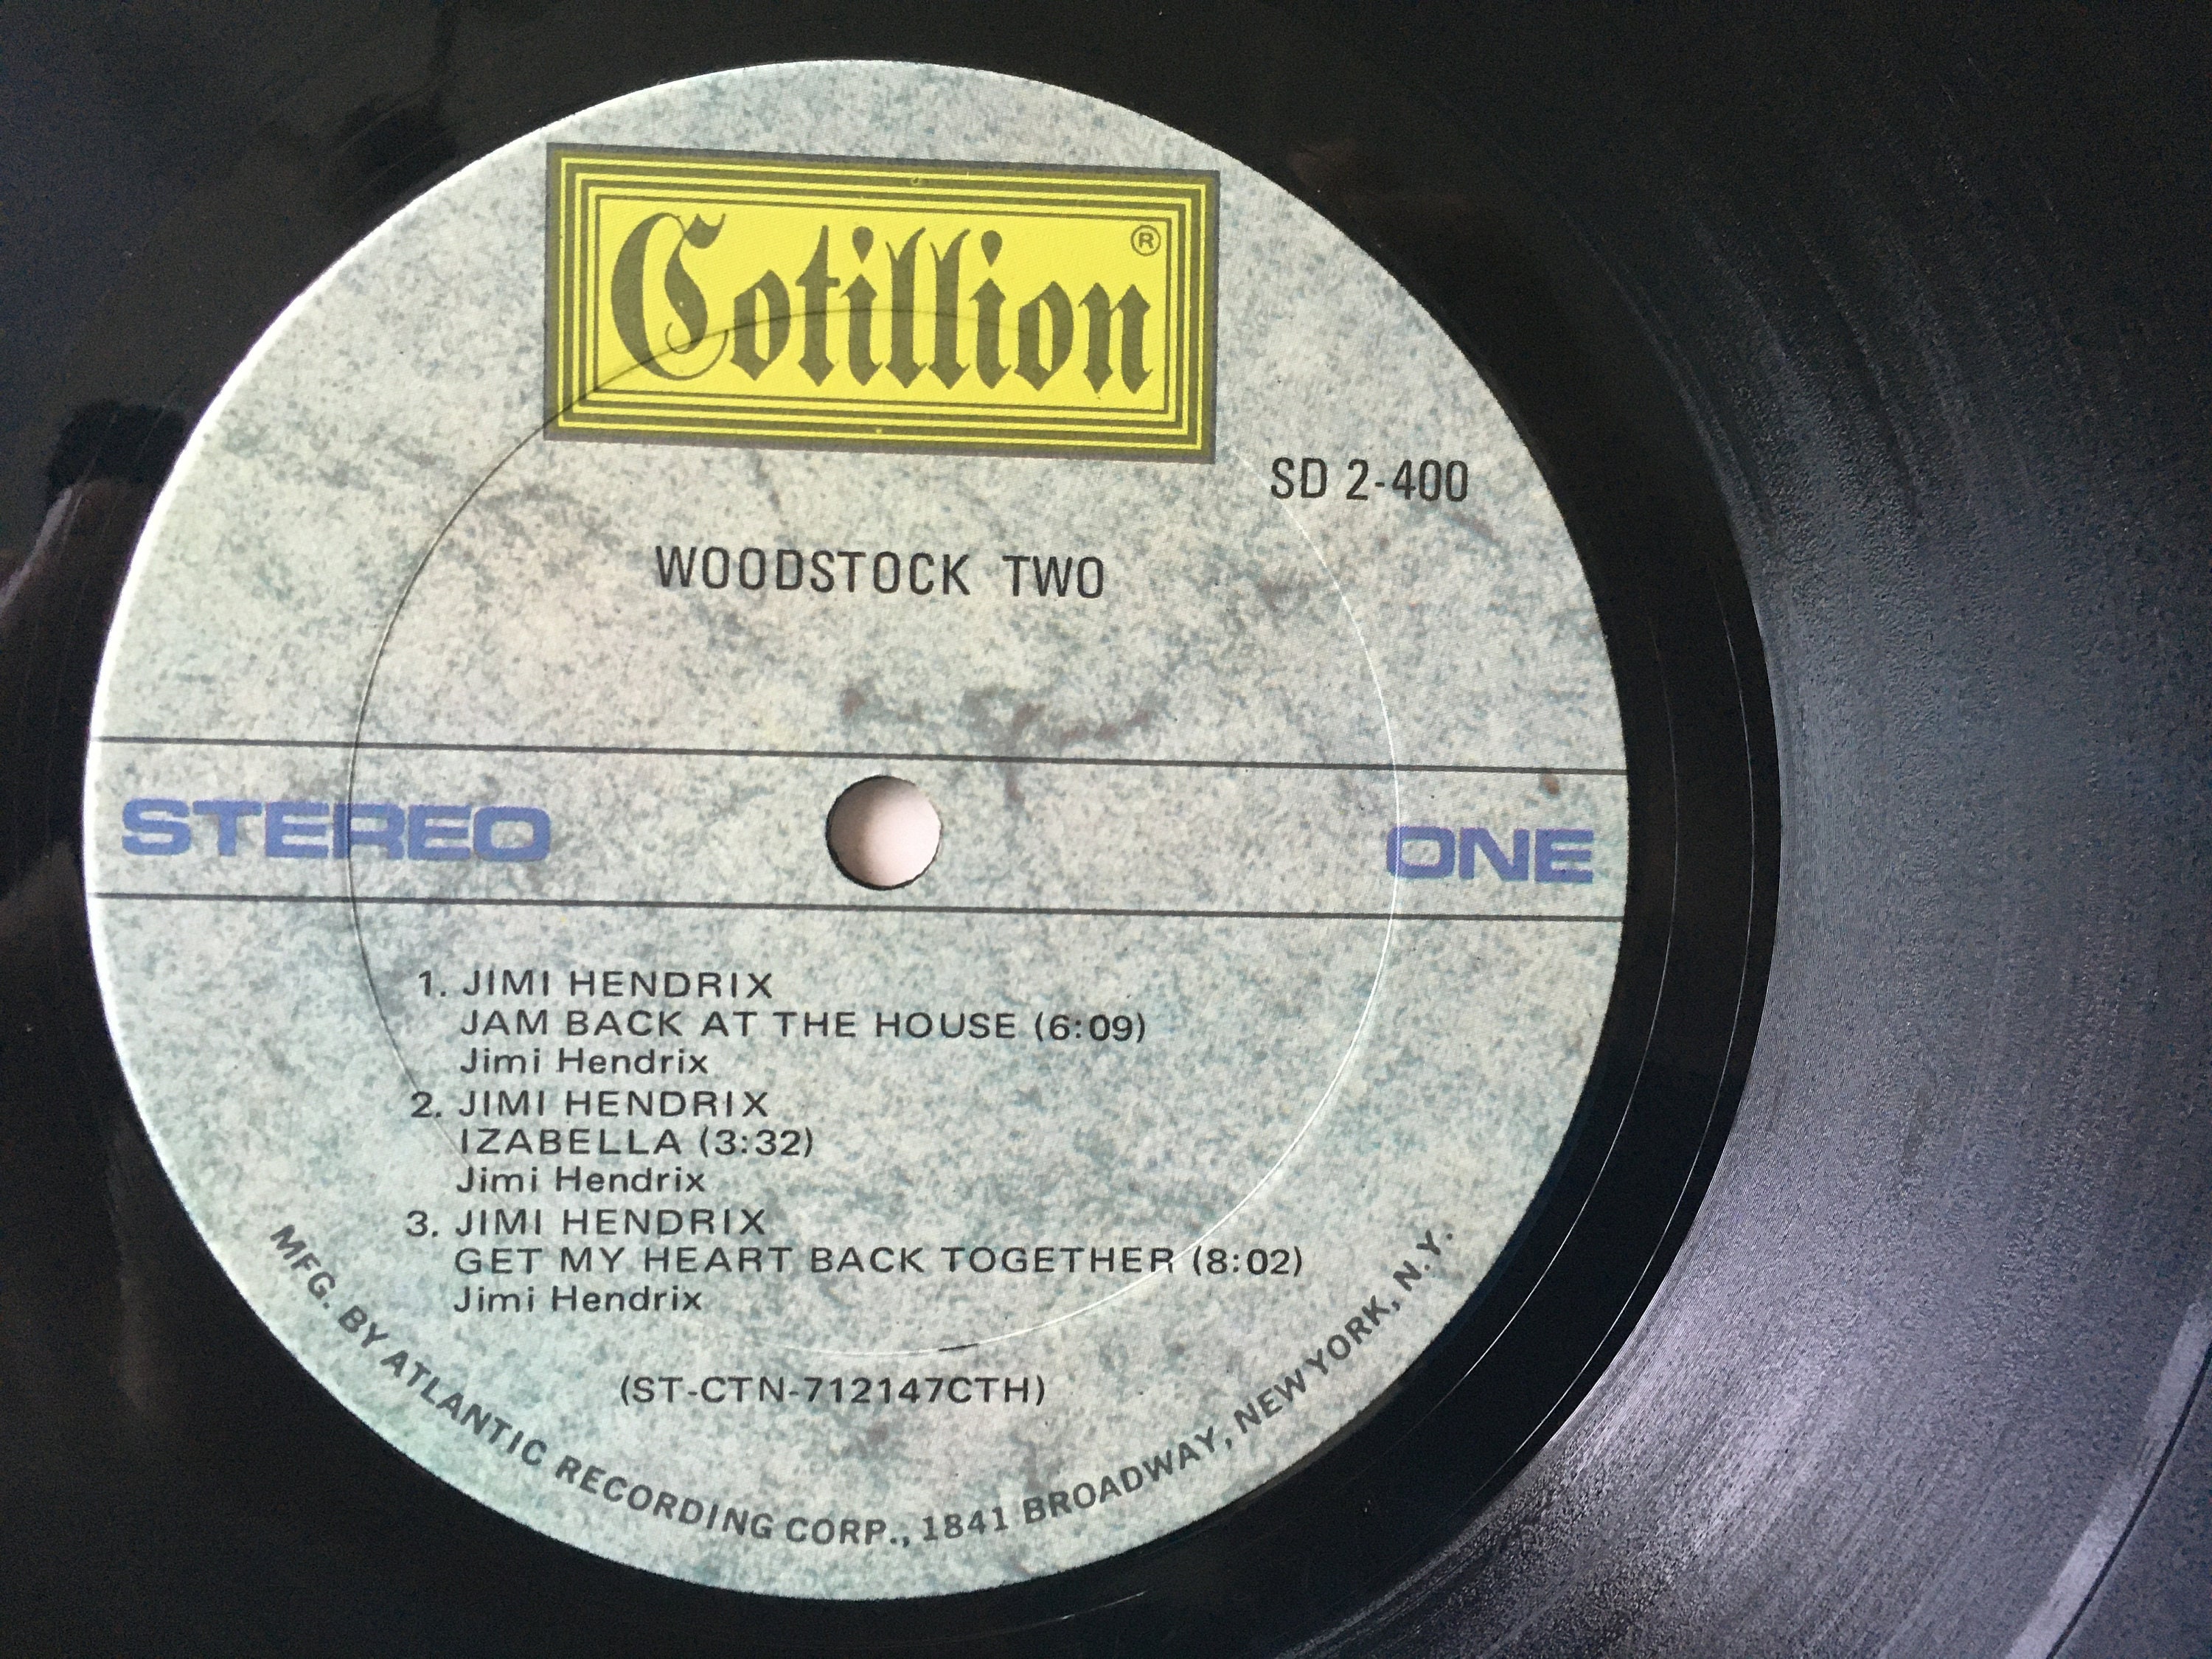 Cotillion®
SD 2-400
WOODSTOCK TWO
STEREO
ONE
1. JIMI HENDRIX
JAM BACK AT THE HOUSE (6:09)
Jimi Hendrix
2. JIMI HENDRIX
IZABELLA (3:32)
Jimi Hendrix
3. JIMI HENDRIX
GET MY HEART BACK TOGETHER (8:02)
Jimi Hendrix
(ST-CTN-712147CTH)
MFG. BY ATLANTIC RECORDING CORP., 1841 BROADWAY, NEW YORK, N.Y.